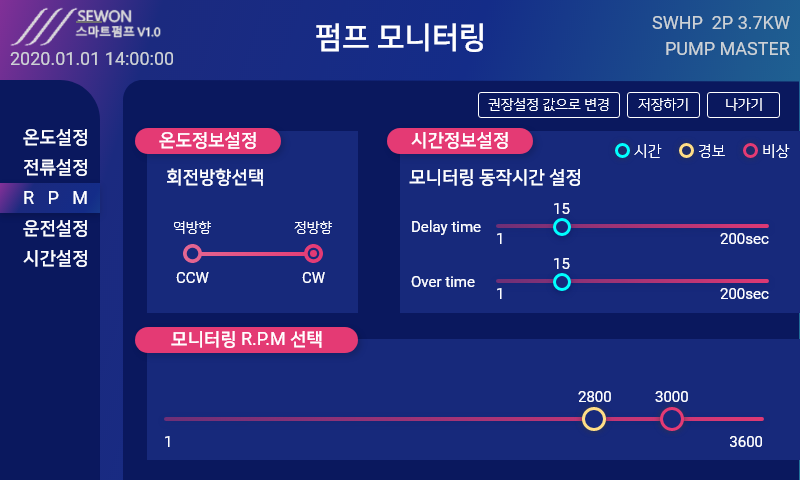 SEWON
스마트펌프 V1.0
2020.01.01 14:00:00
펌프 모니터링
SWHP 2P 3.7KW
PUMP MASTER
온도설정
전류설정
R P M
운전설정
시간설정
권장설정 값으로 변경 저장하기 나가기
온도정보설정
회전방향선택
역방향 정방향
CCW CW
시간정보설정
시간 경보 비상
모니터링 동작시간 설정
15
Delay time
1 200sec
15
Over time
1 200sec
모니터링 R.P.M 선택
2800 3000
1 3600